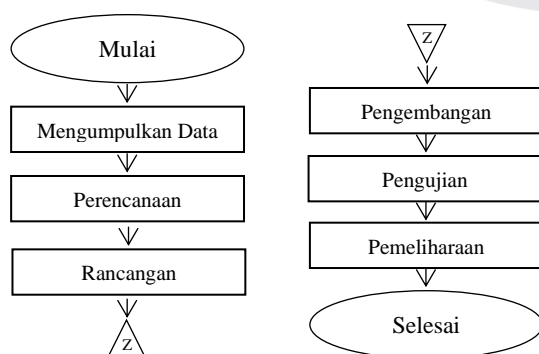 Mulai
Mengumpulkan Data
Perencanaan
Rancangan
Z
Z
Pengembangan
Pengujian
Pemeliharaan
Selesai